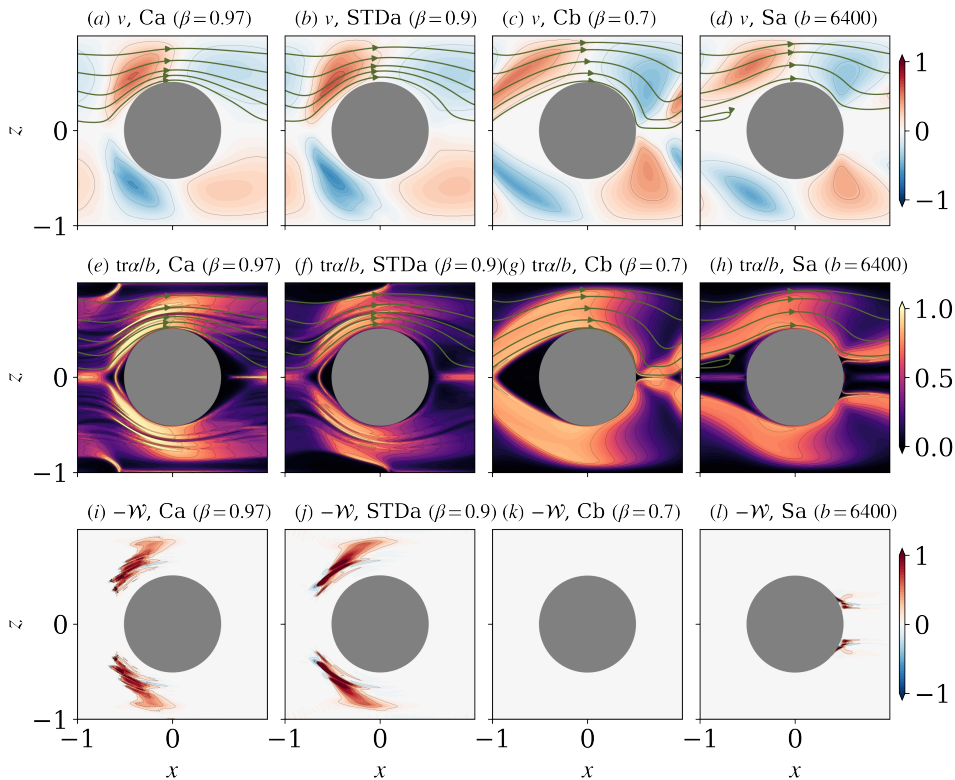 (a) v, Ca (β=0.97)
(b) v, STDa (β=0.9)
(c) v, Cb (β=0.7)
(d) v, Sa (b=6400)
z
0
−1
1
0
−1
(e) trα/b, Ca (β=0.97)
(f) trα/b, STDa (β=0.9)
(g) trα/b, Cb (β=0.7)
(h) trα/b, Sa (b=6400)
z
0
−1
1.0
0.5
0.0
(i) −𝒲, Ca (β=0.97)
(j) −𝒲, STDa (β=0.9)
(k) −𝒲, Cb (β=0.7)
(l) −𝒲, Sa (b=6400)
z
0
−1
1
0
−1
−1 0 −1 0 −1 0 −1 0
x x x x